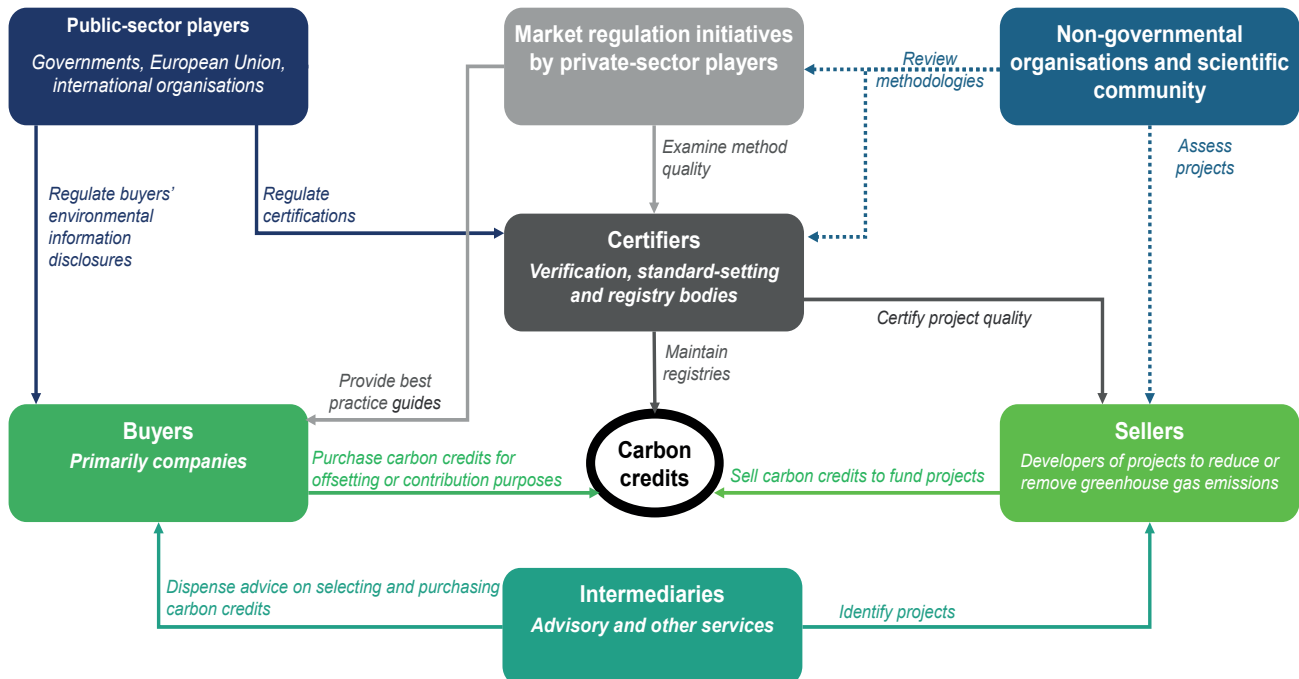 Public-sector players
Governments, European Union,
international organisations
Market regulation initiatives
by private-sector players
Non-governmental
organisations and scientific
community
Review
methodologies
Examine method
quality
Assess
projects
Regulate buyers’
environmental
information
disclosures
Regulate
certifications
Certifiers
Verification, standard-setting
and registry bodies
Certify project quality
Maintain
registries
Provide best
practice guides
Buyers
Primarily companies
Purchase carbon credits for
offsetting or contribution purposes
Carbon
credits
Sell carbon credits to fund projects
Sellers
Developers of projects to reduce or
remove greenhouse gas emissions
Dispense advice on selecting and purchasing
carbon credits
Intermediaries
Advisory and other services
Identify projects